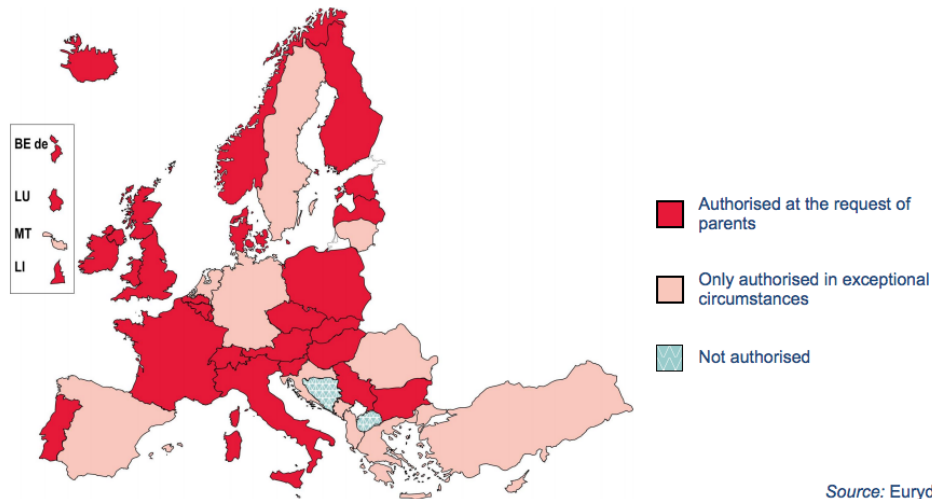 BE de
LU
MT
LI
Authorised at the request of
parents
Only authorised in exceptional
circumstances
Not authorised
Source: